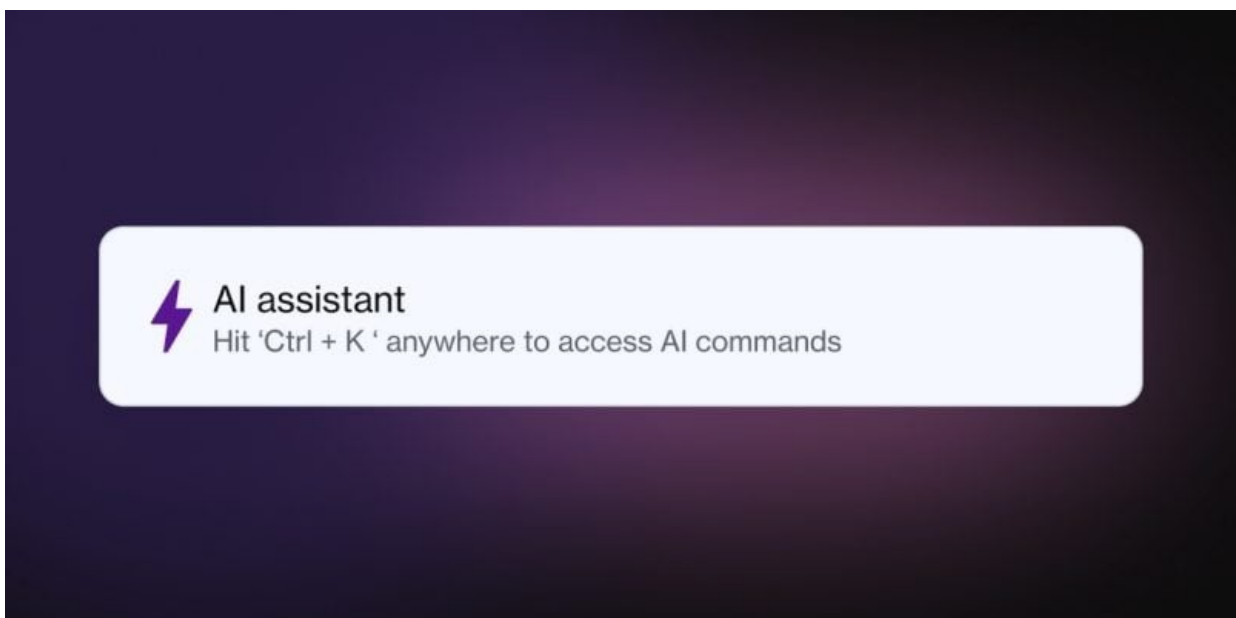 AI assistant
Hit ‘Ctrl + K ‘ anywhere to access AI commands